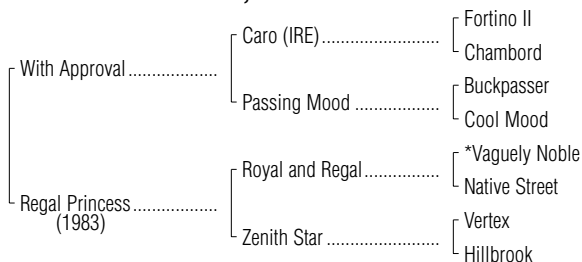 Fortino II
Caro (IRE)........................
Chambord
With Approval..................
Buckpasser
Passing Mood .................
Cool Mood
*Vaguely Noble
Royal and Regal...............
Native Street
Regal Princess.................
(1983)
Vertex
Zenith Star .......................
Hillbrook